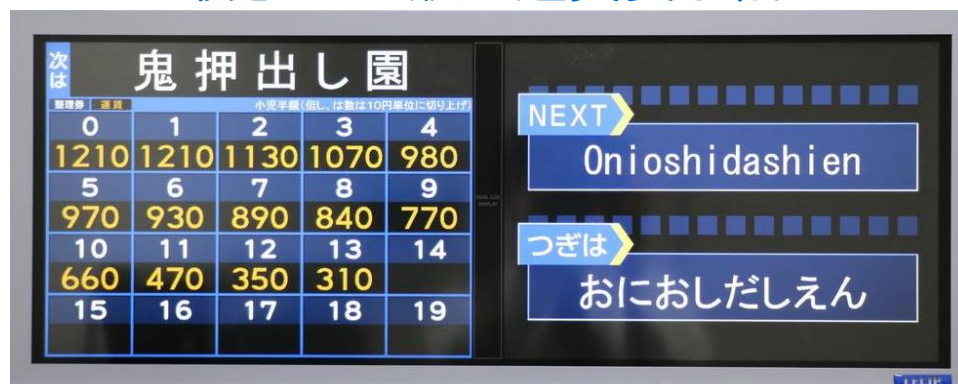 次は 鬼押出し園
整理券 運賃 小児半額(但し、は数は10円単位に切り上げ)
0 1 2 3 4
1210 1210 1130 1070 980
5 6 7 8 9
970 930 890 840 770
10 11 12 13 14
660 470 350 310
15 16 17 18 19
NEXT
Onioshidashien
つぎは
おにおしだしえん